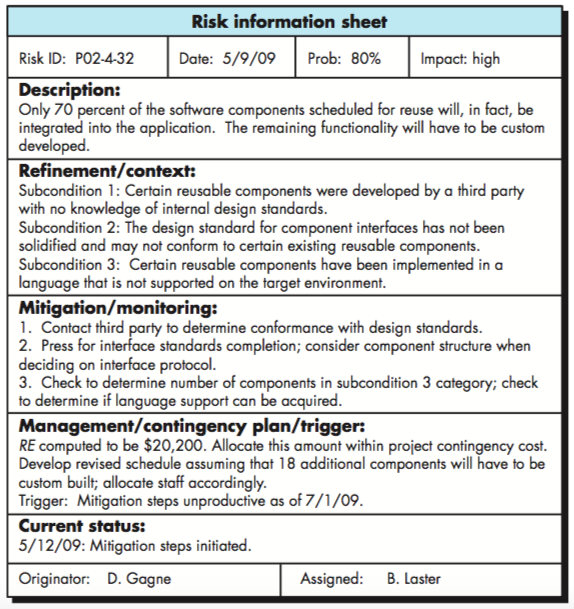 Risk information sheet
Risk ID: P02-4-32 Date: 5/9/09 Prob: 80% Impact: high
Description:
Only 70 percent of the software components scheduled for reuse will, in fact, be
integrated into the application. The remaining functionality will have to be custom
developed.
Refinement/context:
Subcondition 1: Certain reusable components were developed by a third party
with no knowledge of internal design standards.
Subcondition 2: The design standard for component interfaces has not been
solidified and may not conform to certain existing reusable components.
Subcondition 3: Certain reusable components have been implemented in a
language that is not supported on the target environment.
Mitigation/monitoring:
1. Contact third party to determine conformance with design standards.
2. Press for interface standards completion; consider component structure when
deciding on interface protocol.
3. Check to determine number of components in subcondition 3 category; check
to determine if language support can be acquired.
Management/contingency plan/trigger:
RE computed to be $20,200. Allocate this amount within project contingency cost.
Develop revised schedule assuming that 18 additional components will have to be
custom built; allocate staff accordingly.
Trigger: Mitigation steps unproductive as of 7/1/09.
Current status:
5/12/09: Mitigation steps initiated.
Originator: D. Gagne Assigned: B. Laster